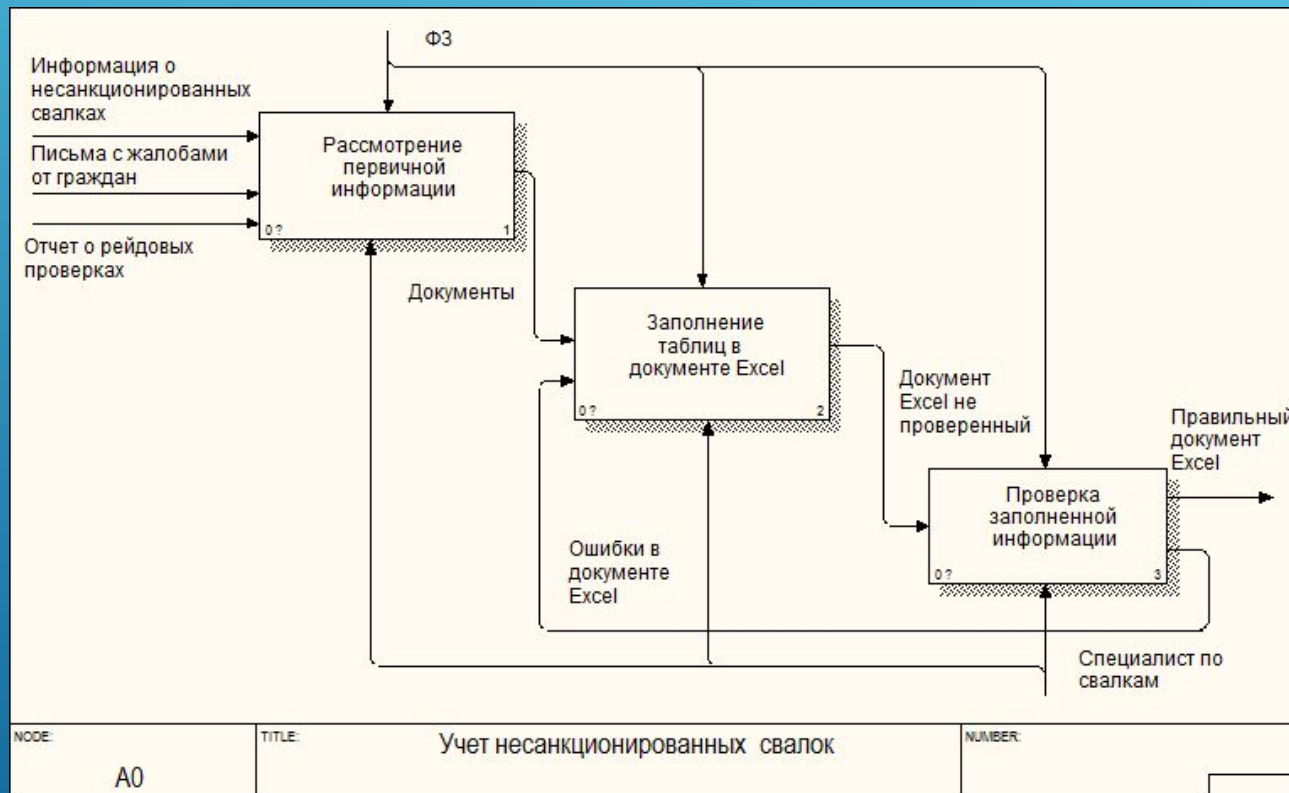 ФЗ
Информация о
несанкционированных
свалках
Письма с жалобами
от граждан
Отчет о рейдовых
проверках
Рассмотрение
первичной
информации
0 ?
1
Документы
Заполнение
таблиц в
документе Excel
0 ?
2
Документ
Excel не
проверенный
Правильный
документ
Excel
Проверка
заполненной
информации
0 ?
3
Ошибки в
документе
Excel
Специалист по
свалкам
NODE:
A0
TITLE:
Учет несанкционированных свалок
NUMBER: